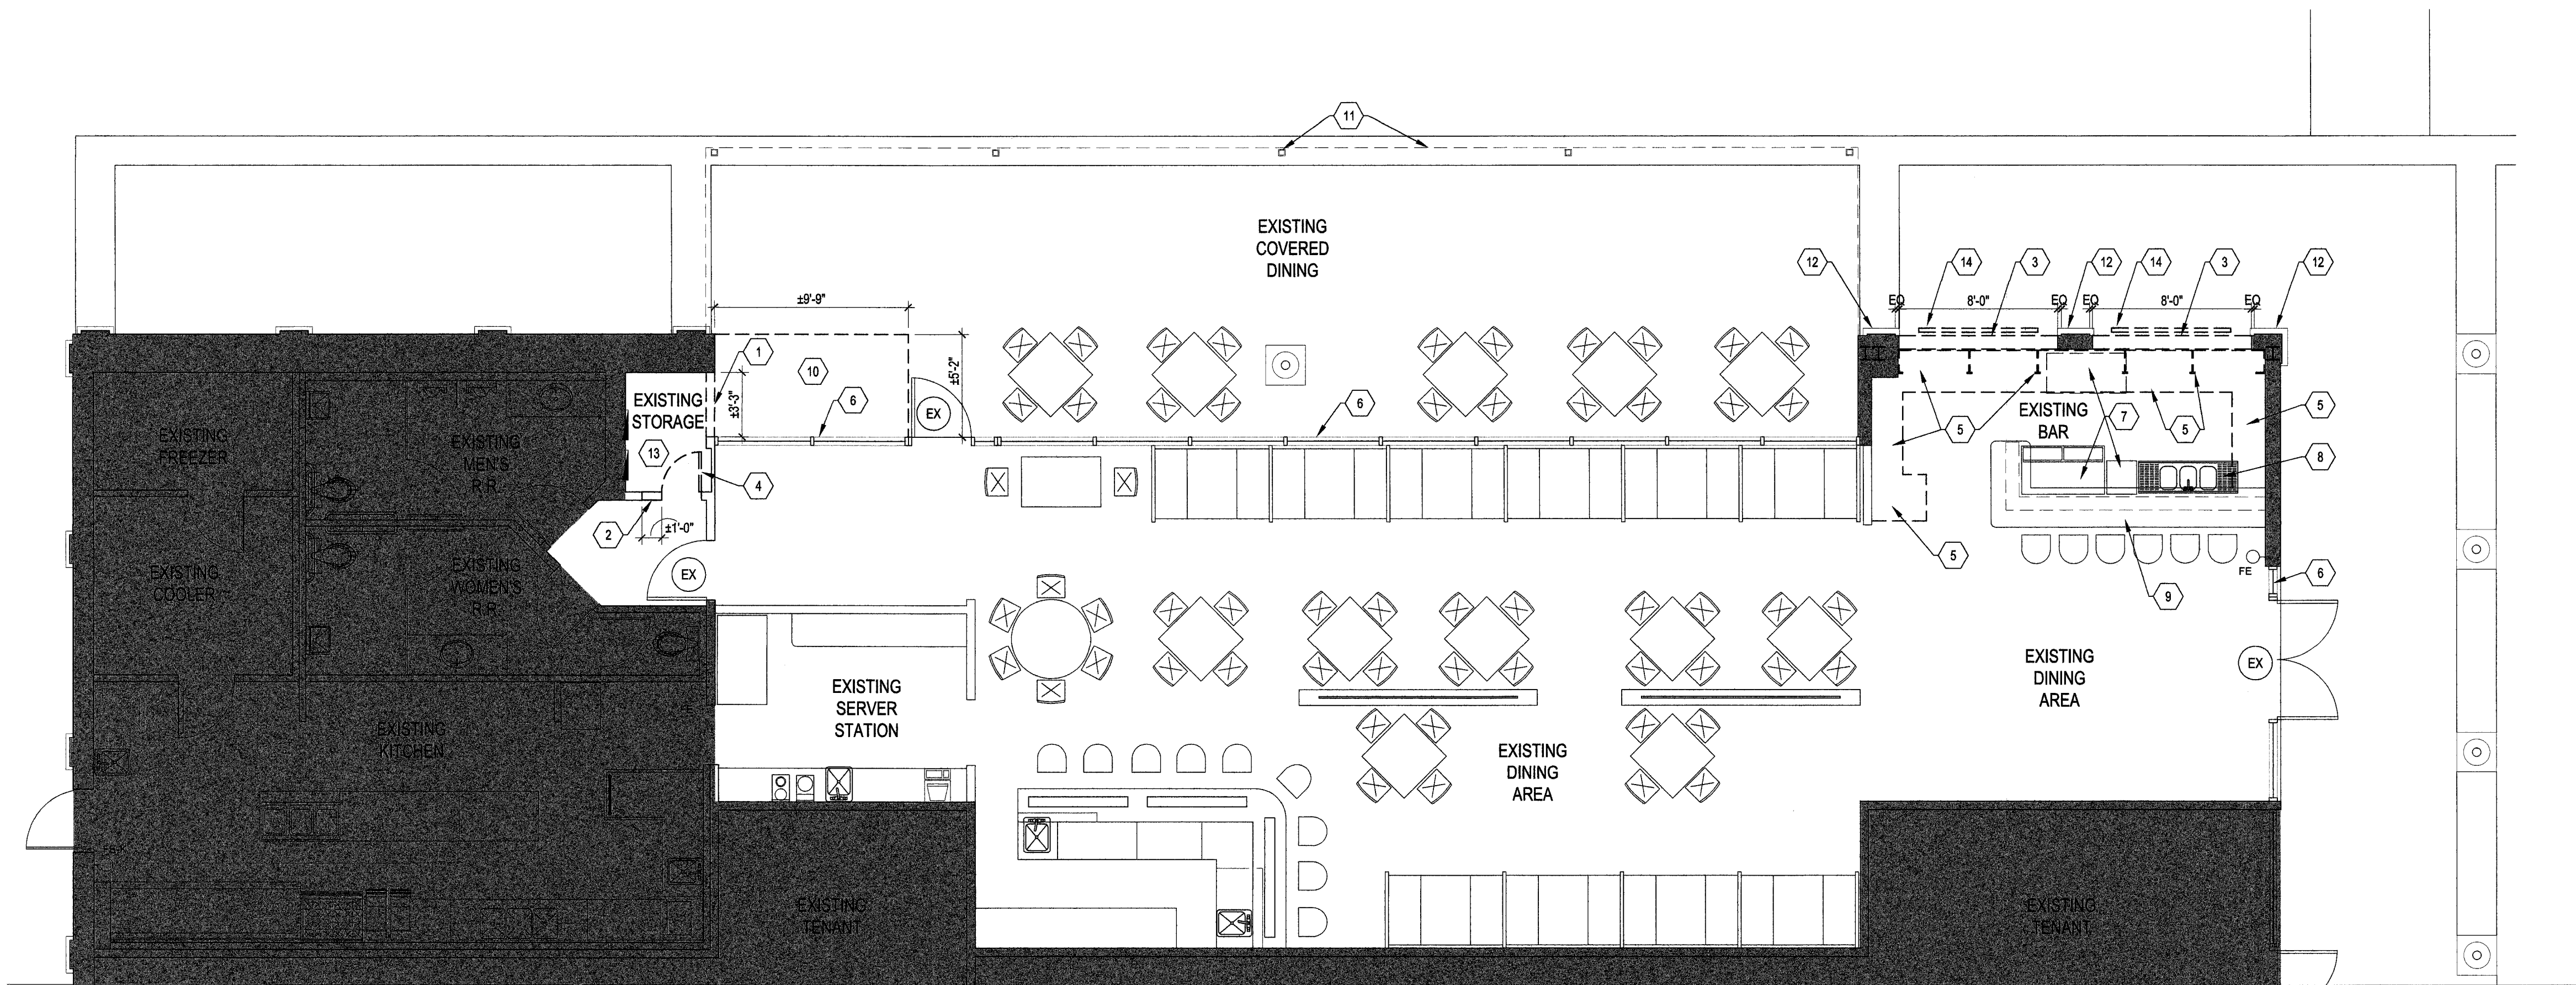 11
EXISTING
COVERED
DINING
12
14
3
12
14
3
12
±9'-9"
EQ
8'-0"
EQ
EQ
8'-0"
EQ
1
10
±5'-2"
±3'-3"
EXISTING
STORAGE
6
EX
6
EXISTING
BAR
7
5
5
5
8
13
4
EXISTING
FREEZER
EXISTING
MEN'S
R.R.
2
±1'-0"
5
EX
FE
6
9
EXISTING
COOLER
EXISTING
WOMEN'S
R.R.
EXISTING
DINING
AREA
EX
EXISTING
SERVER
STATION
EXISTING
KITCHEN
EXISTING
DINING
AREA
EXISTING
TENANT
EXISTING
TENANT